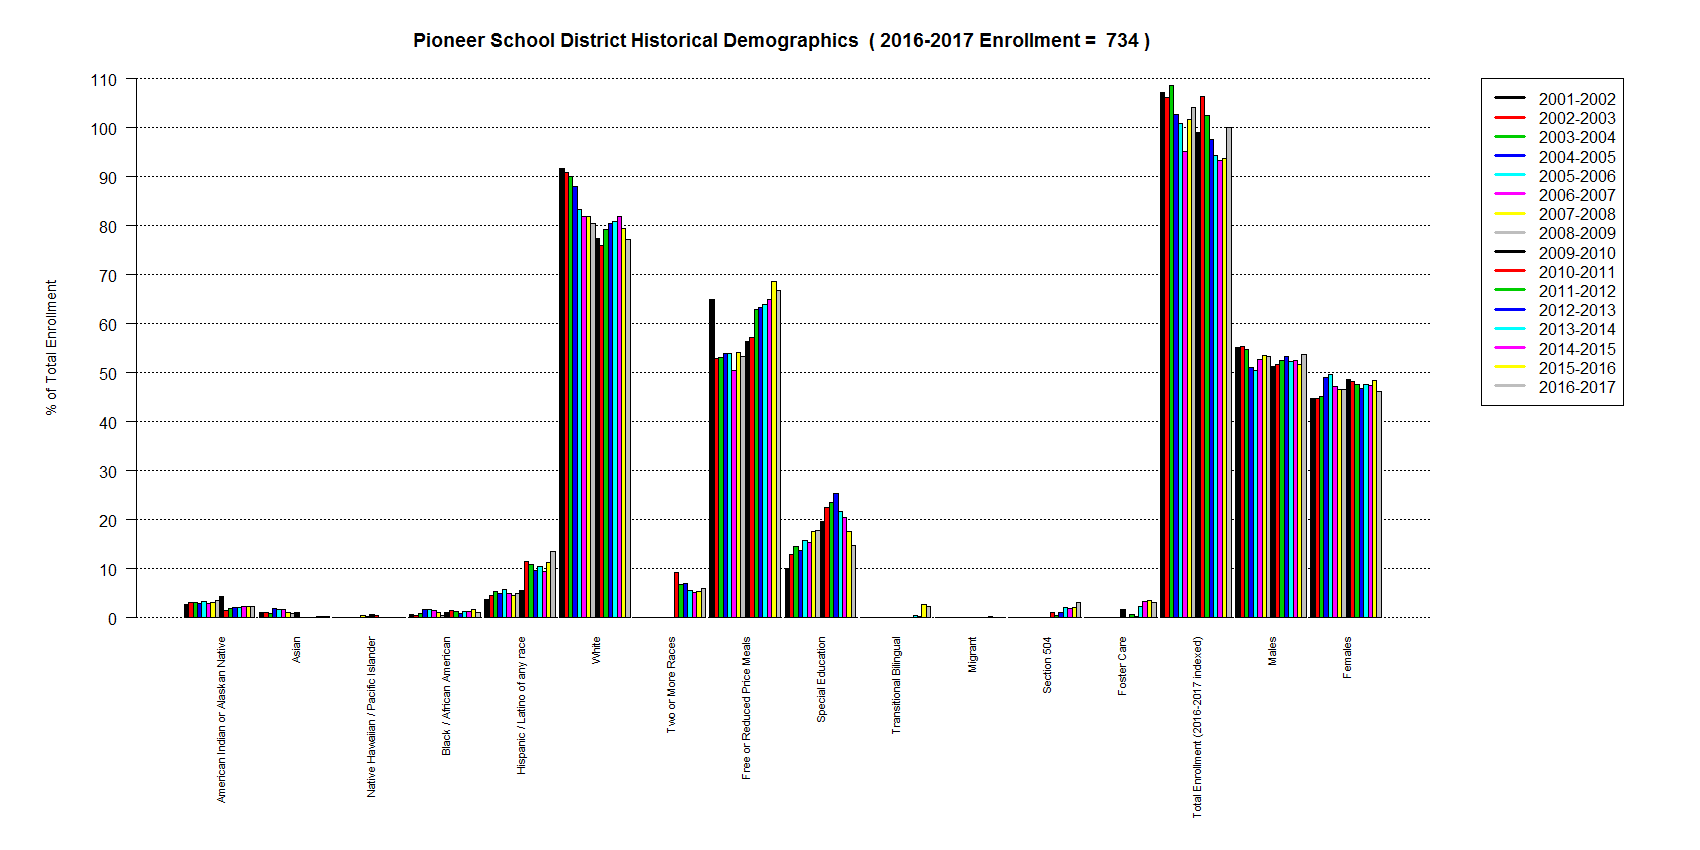 Pioneer School District Historical Demographics ( 2016-2017 Enrollment = 734 )
% of Total Enrollment
110
100
90
80
70
60
50
40
30
20
10
0
American Indian or Alaskan Native
Asian
Native Hawaiian / Pacific Islander
Black / African American
Hispanic / Latino of any race
White
Two or More Races
Free or Reduced Price Meals
Special Education
Transitional Bilingual
Migrant
Section 504
Foster Care
Total Enrollment (2016-2017 indexed)
Males
Females
2001-2002
2002-2003
2003-2004
2004-2005
2005-2006
2006-2007
2007-2008
2008-2009
2009-2010
2010-2011
2011-2012
2012-2013
2013-2014
2014-2015
2015-2016
2016-2017